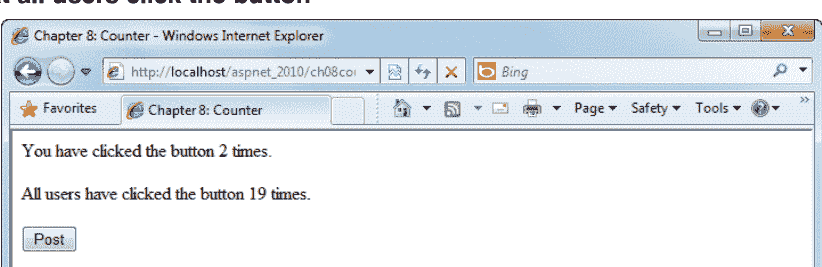 all users click the button
Chapter 8: Counter - Windows Internet Explorer
http://localhost/aspnet_2010/ch08co
Bing
Favorites
Chapter 8: Counter
Page
Safety
Tools
You have clicked the button 2 times.
All users have clicked the button 19 times.
Post